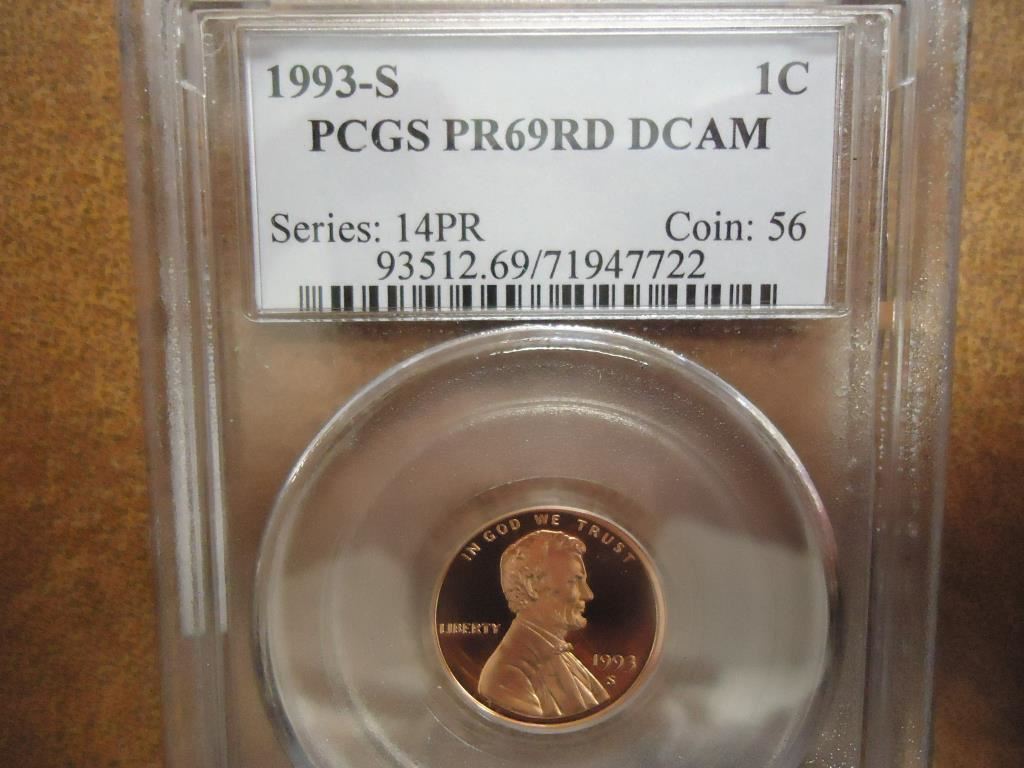 1993-S 1C
PCGS PR69RD DCAM
Series: 14PR Coin: 56
93512.69/71947722
IN GOD WE TRUST
LIBERTY
1993
S